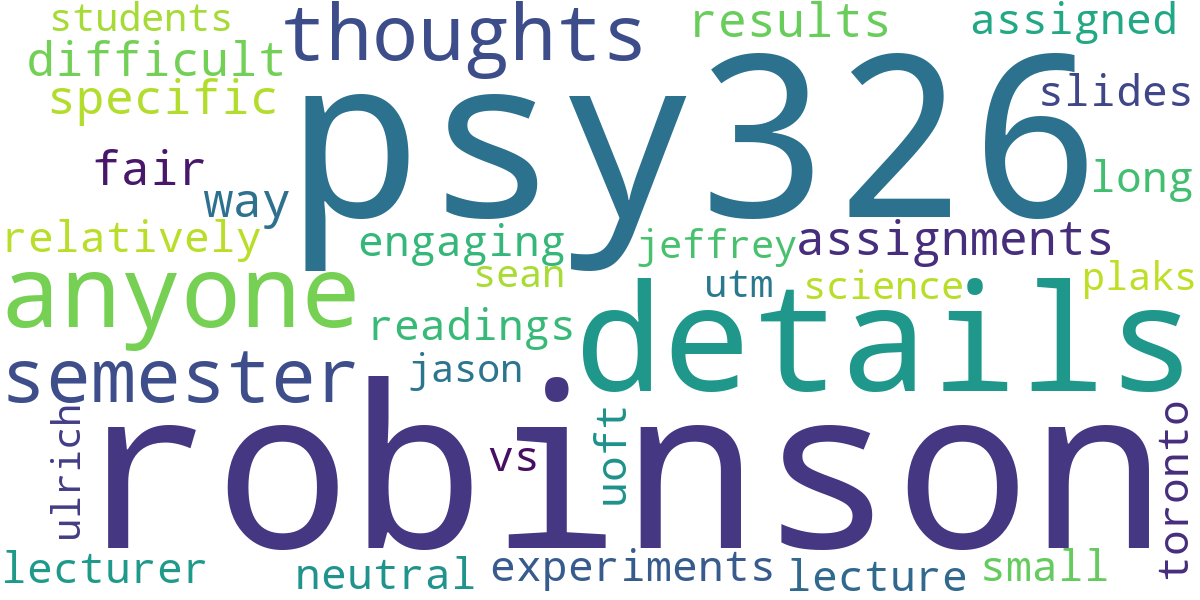 students
thoughts
results
assigned
difficult
specific
psy326
slides
fair
way
long
relatively
engaging
jeffrey
assignments
anyone
sean
utm
science
plaks
readings
details
semester
jason
robinson
ulrich
vs
uoft
toronto
lecturer
neutral
experiments
lecture
small